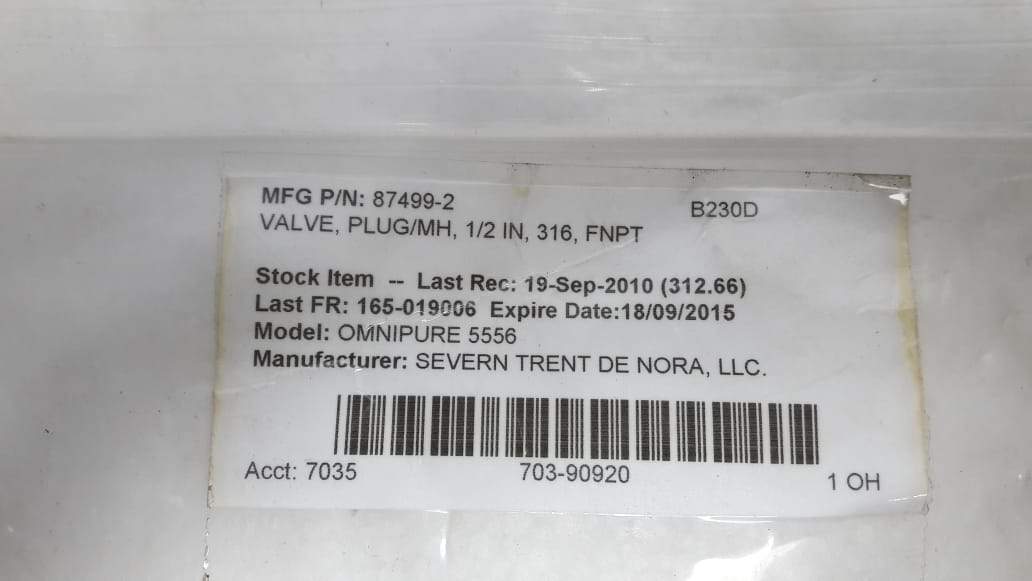 MFG P/N: 87499-2 B230D
VALVE, PLUG/MH, 1/2 IN, 316, FNPT
Stock Item -- Last Rec: 19-Sep-2010 (312.66)
Last FR: 165-019006 Expire Date:18/09/2015
Model: OMNIPURE 5556
Manufacturer: SEVERN TRENT DE NORA, LLC.
Acct: 7035 703-90920 1 OH